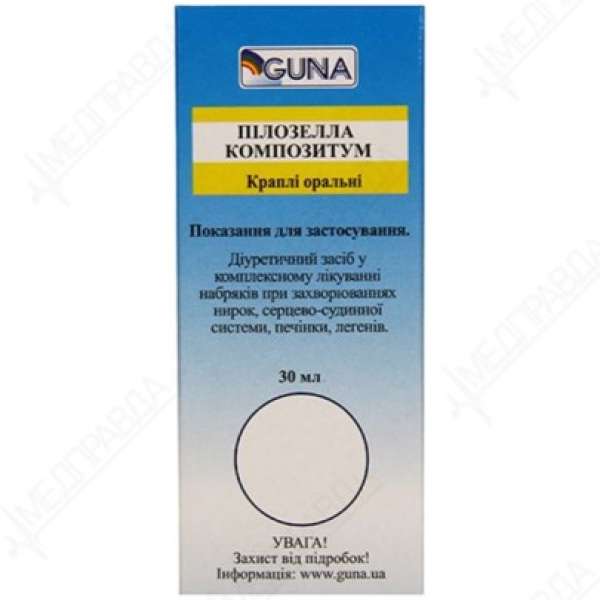 GUNA
ПІЛОЗЕЛЛА
КОМПОЗИТУМ
Краплі оральні
Показання для застосування.
Діуретичний засіб у
комплексному лікуванні
набряків при захворюваннях
нирок, серцево-судинної
системи, печінки, легенів.
30 мл
УВАГА!
Захист від підробок!
Інформація: www.guna.ua
МЕДПРАВДА